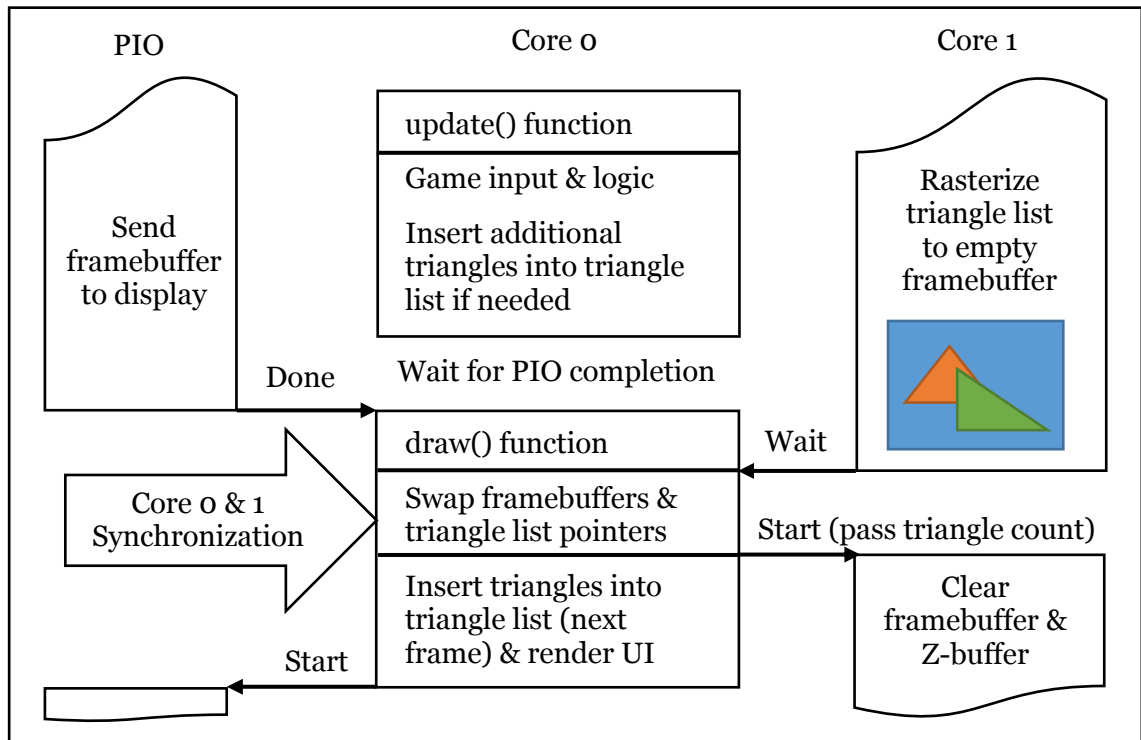 PIO
Core 0
Core 1
update() function
Game input & logic
Insert additional
triangles into triangle
list if needed
Send
framebuffer
to display
Rasterize
triangle list
to empty
framebuffer
Done
Wait for PIO completion
draw() function
Wait
Core 0 & 1
Synchronization
Swap framebuffers &
triangle list pointers
Start (pass triangle count)
Insert triangles into
triangle list (next
frame) & render UI
Clear
framebuffer &
Z-buffer
Start